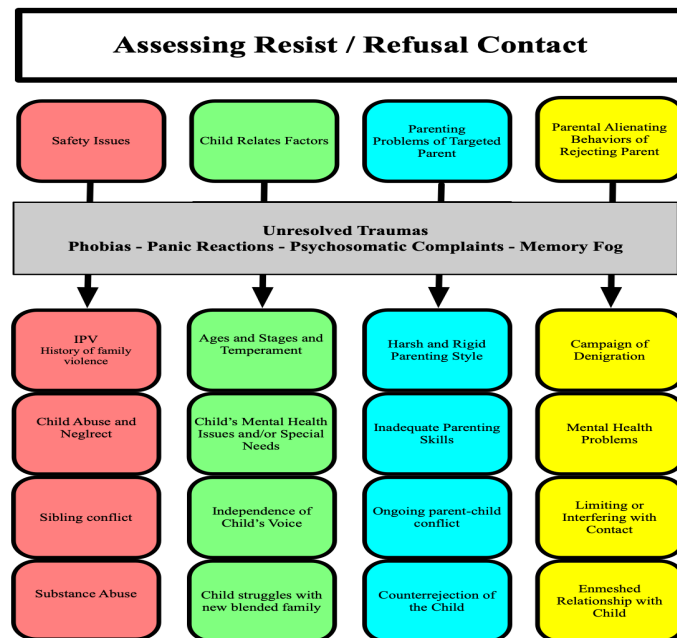 Assessing Resist / Refusal Contact
Safety Issues
Child Relates Factors
Parenting
Problems of Targeted
Parent
Parental Alienating
Behaviors of
Rejecting Parent
Unresolved Traumas
Phobias - Panic Reactions - Psychosomatic Complaints - Memory Fog
IPV
History of family
violence
Ages and Stages and
Temperament
Harsh and Rigid
Parenting Style
Campaign of
Denigration
Child Abuse and
Neglrect
Child's Mental Health
Issues and/or Special
Needs
Inadequate Parenting
Skills
Mental Health
Problems
Sibling conflict
Independence of
Child's Voice
Ongoing parent-child
conflict
Limiting or
Interfering with
Contact
Substance Abuse
Child struggles with
new blended family
Counterrejection of
the Child
Enmeshed
Relationship with
Child